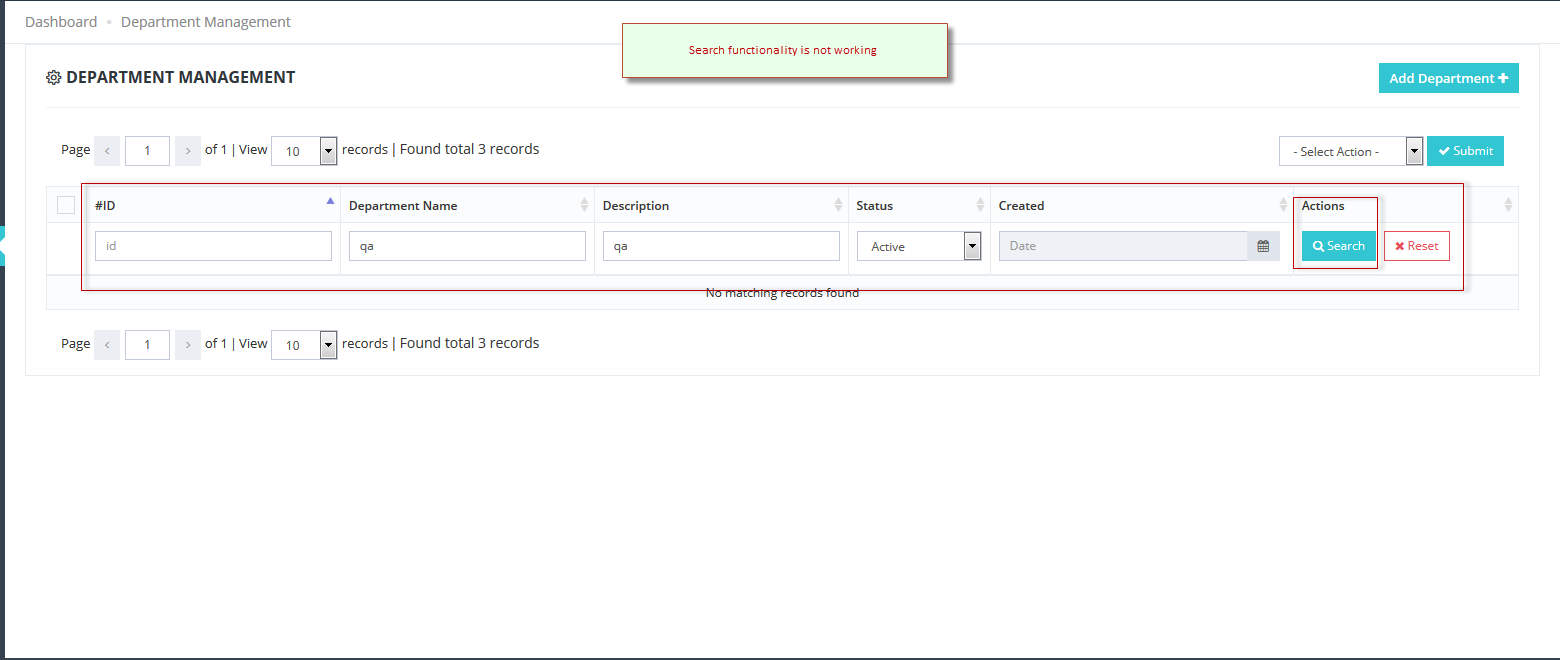 Dashboard • Department Management
Search functionality is not working
DEPARTMENT MANAGEMENT
Add Department
Page < 1 > of 1 | View 10 records | Found total 3 records
- Select Action - Submit
#ID Department Name Description Status Created Actions
id qa qa Active Date Search Reset
No matching records found
Page < 1 > of 1 | View 10 records | Found total 3 records